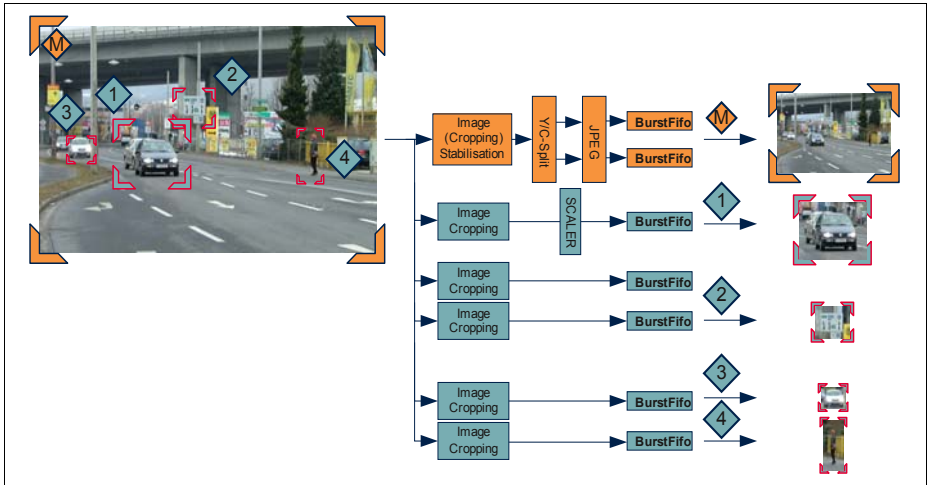 M
1
2
3
4
Image
(Cropping)
Stabilisation
Y/C-Split
JPEG
BurstFifo
BurstFifo
M
Image
Cropping
SCALER
BurstFifo
1
Image
Cropping
BurstFifo
Image
Cropping
BurstFifo
2
Image
Cropping
BurstFifo
3
Image
Cropping
BurstFifo
4